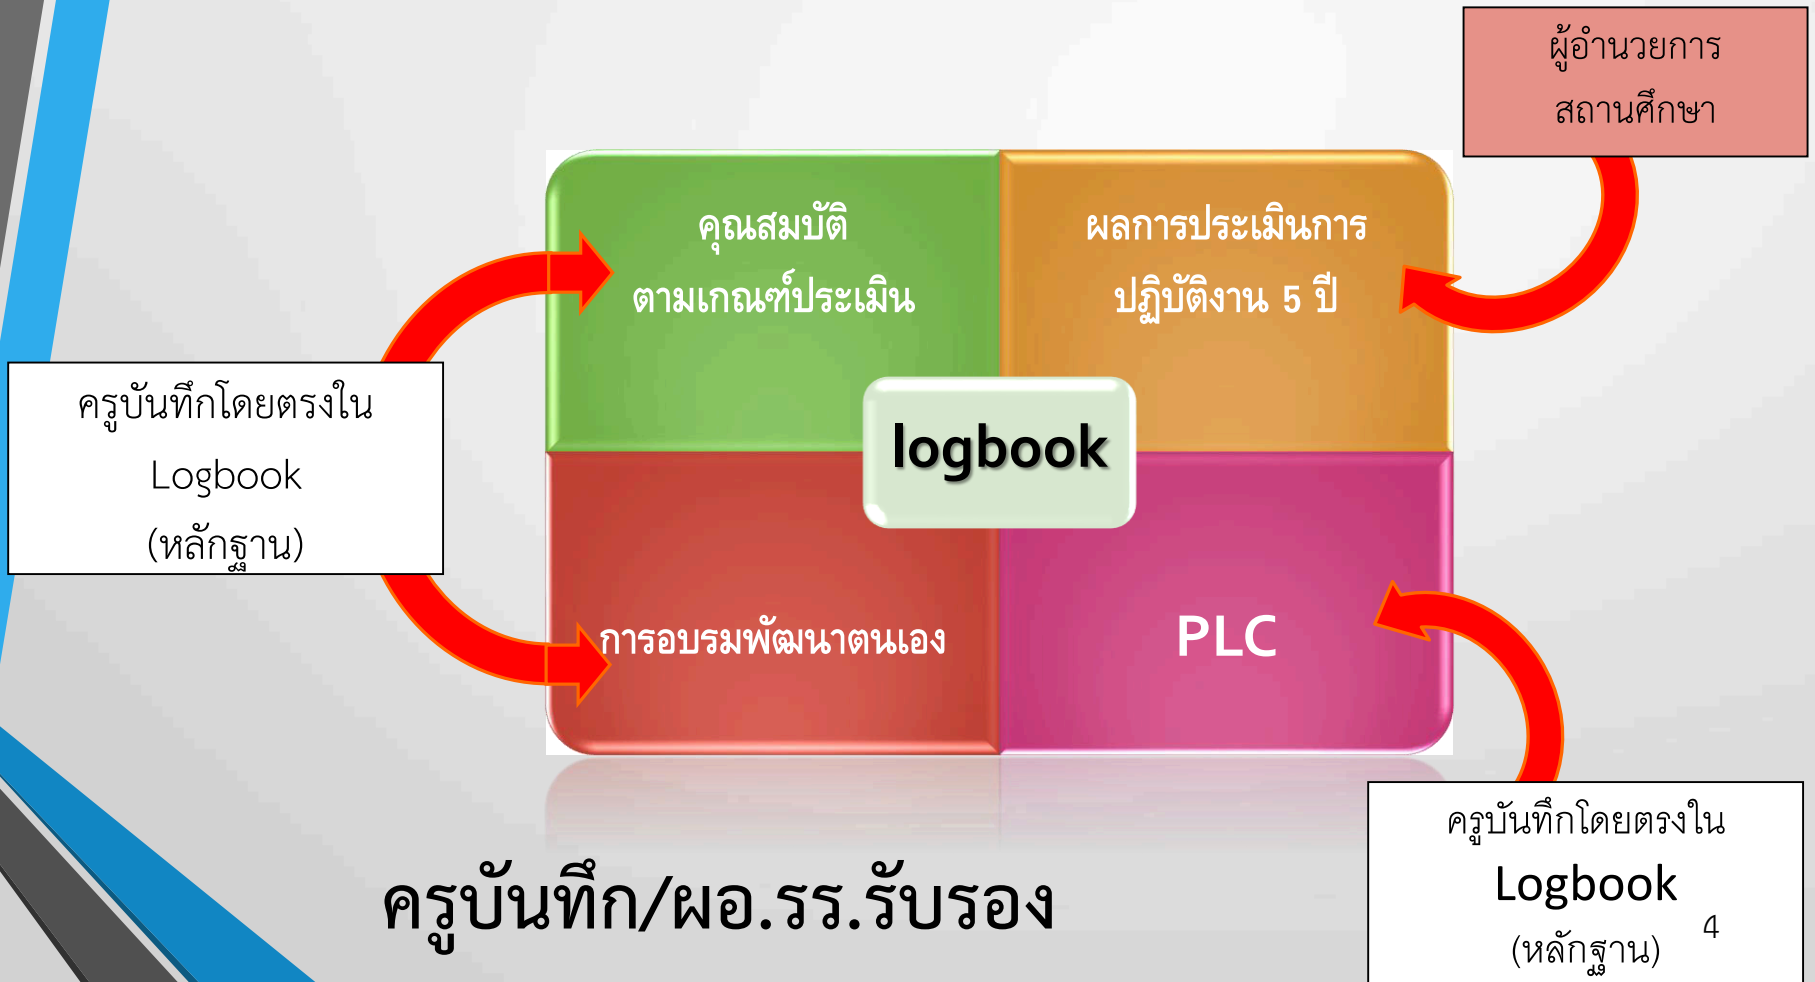 ผู้อำนวยการ
สถานศึกษา
คุณสมบัติ
ตามเกณฑ์ประเมิน
ผลการประเมินการ
ปฏิบัติงาน 5 ปี
ครูบันทึกโดยตรงใน
Logbook
(หลักฐาน)
logbook
การอบรมพัฒนาตนเอง
PLC
ครูบันทึก/ผอ.รร.รับรอง
ครูบันทึกโดยตรงใน
Logbook
(หลักฐาน)
4